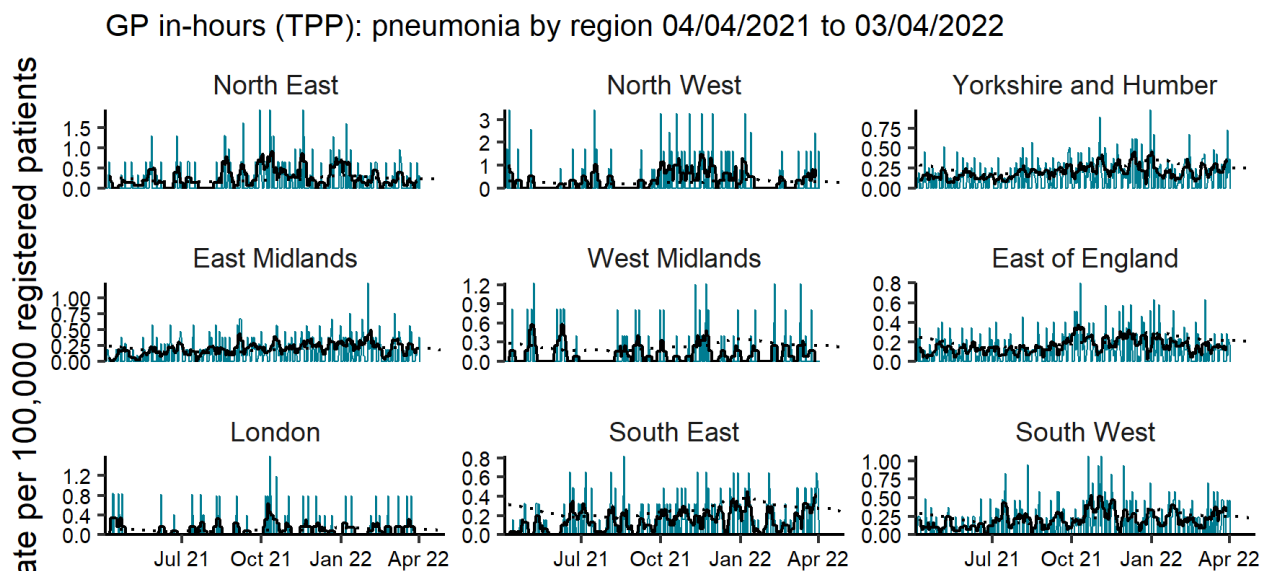 GP in-hours (TPP): pneumonia by region 04/04/2021 to 03/04/2022
ate per 100,000 registered patients
North East
North West
Yorkshire and Humber
1.5
1.0
0.5
0.0
3
2
1
0
0.75
0.50
0.25
0.00
East Midlands
West Midlands
East of England
1.00
0.75
0.50
0.25
0.00
1.2
0.9
0.6
0.3
0.0
0.8
0.6
0.4
0.2
0.0
London
South East
South West
1.2
0.8
0.4
0.0
0.8
0.6
0.4
0.2
0.0
1.00
0.75
0.50
0.25
0.00
Jul 21 Oct 21 Jan 22 Apr 22
Jul 21 Oct 21 Jan 22 Apr 22
Jul 21 Oct 21 Jan 22 Apr 22